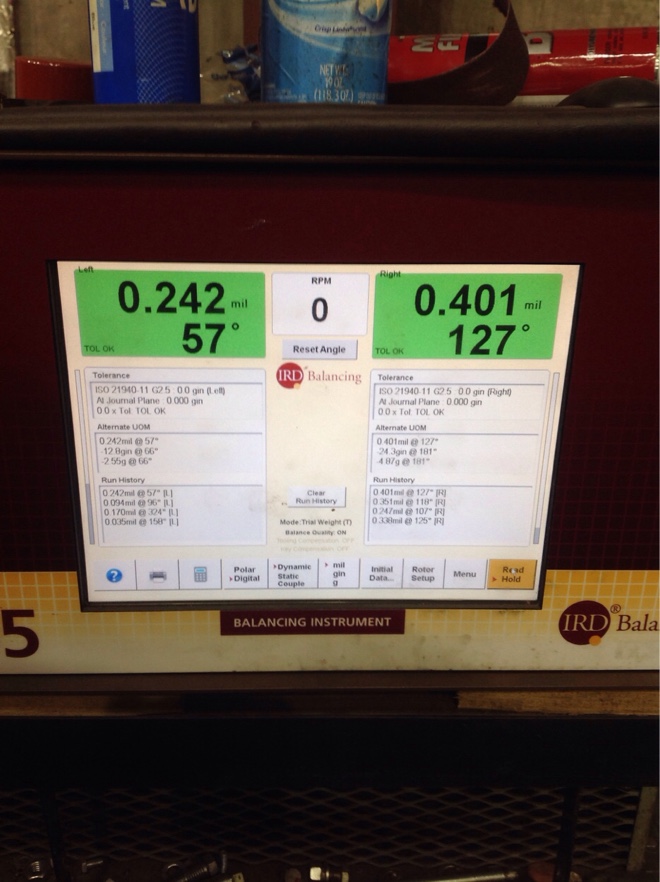 Crisp Linen
NET WT.
19 OZ.
Left
0.242 mil
57°
TOL OK
RPM
0
Reset Angle
Right
0.401 mil
127°
TOL OK
IRD Balancing
Tolerance
ISO 21940-11 G2.5 : 0.0 gin (Left)
At Journal Plane : 0.000 gin
0.0 x Tol: TOL OK
Alternate UOM
0.242mil @ 57°
-12.8gin @ 66°
-2.55g @ 66°
Run History
0.242mil @ 57° [L]
0.094mil @ 96° [L]
0.170mil @ 324° [L]
0.035mil @ 158° [L]
Tolerance
ISO 21940-11 G2.5 : 0.0 gin (Right)
At Journal Plane : 0.000 gin
0.0 x Tol: TOL OK
Alternate UOM
0.401mil @ 127°
-24.3gin @ 181°
-4.87g @ 181°
Run History
0.401mil @ 127° [R]
0.351mil @ 118° [R]
0.247mil @ 107° [R]
0.338mil @ 125° [R]
Clear
Run History
Mode:Trial Weight (T)
Balance Quality: ON
?
Polar
Digital
Dynamic
Static
Couple
mil
gin
g
Initial
Data...
Rotor
Setup
Menu
Read
Hold
5
BALANCING INSTRUMENT
IRD® Bala